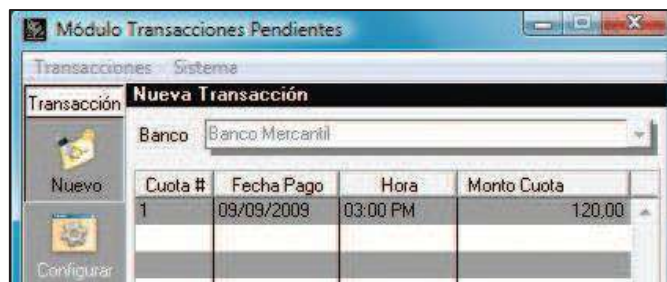 Módulo Transacciones Pendientes
Transacciones Sistema
Transacción Nueva Transacción
Banco Banco Mercantil
Nuevo
Cuota # Fecha Pago Hora Monto Cuota
1 09/09/2009 03:00 PM 120,00
Configurar